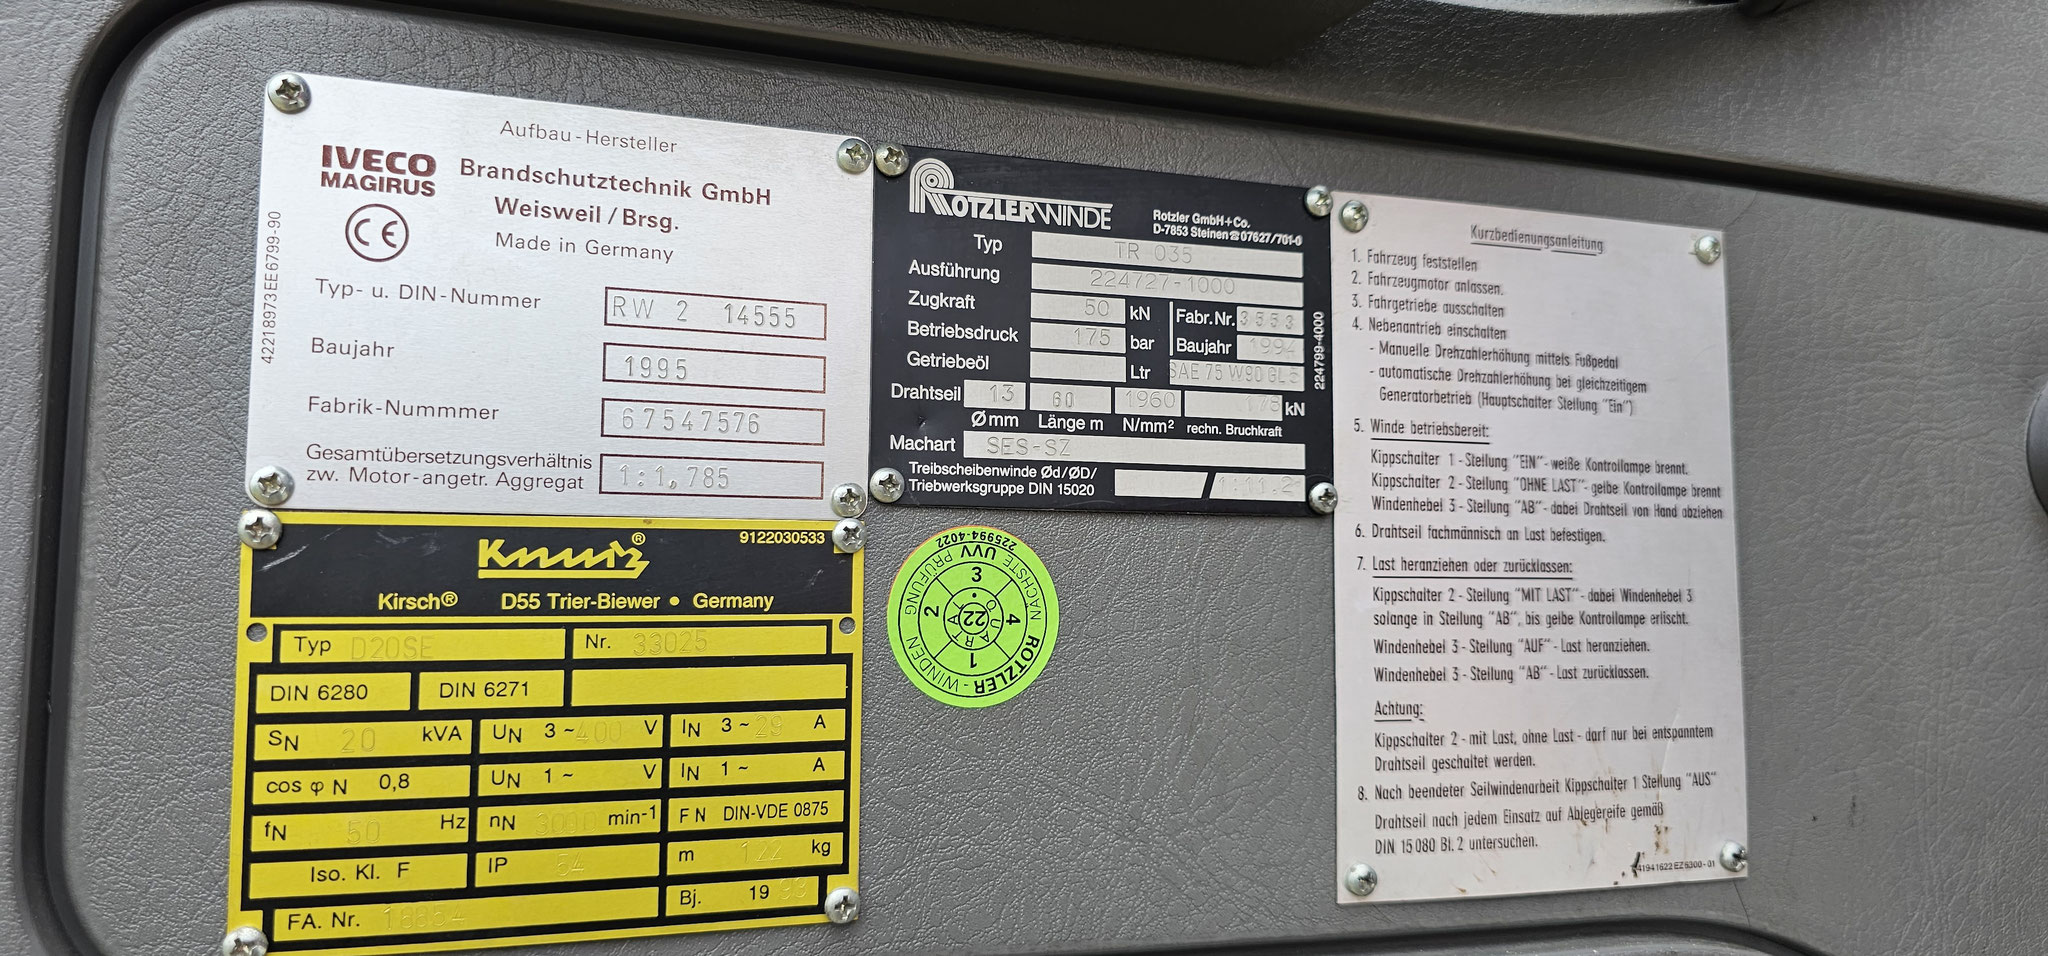 Aufbau-Hersteller
IVECO
MAGIRUS
Brandschutztechnik GmbH
Weisweil/Brsg.
Made in Germany
CE
42218973EE6799-90
Typ- u. DIN-Nummer RW 2 14555
Baujahr 1995
Fabrik-Nummmer 67547576
Gesamtübersetzungsverhältnis
zw. Motor-angetr. Aggregat 1:1,785
ROTZLER WINDE
Rotzler GmbH+Co.
D-7853 Steinen ☎ 07627/701-0
Typ TR 035
Ausführung 224727-1000
Zugkraft 50 kN Fabr.Nr. 3553
Betriebsdruck 175 bar Baujahr 1994
Getriebeöl Ltr SAE 75 W90 GL5
Drahtseil 13 60 1960 178 kN
Ømm Länge m N/mm² rechn. Bruchkraft
Machart SES-SZ
Treibscheibenwinde Ød/ØD/
Triebwerksgruppe DIN 15020 / 1:11.2
224799-4000
Kurzbedienungsanleitung
1. Fahrzeug feststellen
2. Fahrzeugmotor anlassen.
3. Fahrgetriebe ausschalten
4. Nebenantrieb einschalten
- Manuelle Drehzahlerhöhung mittels Fußpedal
- automatische Drehzahlerhöhung bei gleichzeitigem
Generatorbetrieb (Hauptschalter Stellung "Ein")
5. Winde betriebsbereit:
Kippschalter 1 - Stellung "EIN" - weiße Kontrollampe brennt.
Kippschalter 2 - Stellung "OHNE LAST" - gelbe Kontrollampe brennt
Windenhebel 3 - Stellung "AB" - dabei Drahtseil von Hand abziehen
6. Drahtseil fachmännisch an Last befestigen.
7. Last heranziehen oder zurücklassen:
Kippschalter 2 - Stellung "MIT LAST" - dabei Windenhebel 3
solange in Stellung "AB", bis gelbe Kontrollampe erlischt.
Windenhebel 3 - Stellung "AUF" - Last heranziehen.
Windenhebel 3 - Stellung "AB" - Last zurücklassen.
Achtung:
Kippschalter 2 - mit Last, ohne Last - darf nur bei entspanntem
Drahtseil geschaltet werden.
8. Nach beendeter Seilwindenarbeit Kippschalter 1 Stellung "AUS"
Drahtseil nach jedem Einsatz auf Ablegereife gemäß
DIN 15 080 Bl. 2 untersuchen.
41941622EZ6300-01
9122030533
Knurz®
Kirsch® D55 Trier-Biewer • Germany
Typ D20SE Nr. 33025
DIN 6280 DIN 6271
SN 20 kVA UN 3~ 400 V IN 3~ 29 A
cos φ N 0,8 UN 1~ V IN 1~ A
fN 50 Hz nN 3000 min-1 F N DIN-VDE 0875
Iso. Kl. F IP 54 m 122 kg
FA. Nr. 18854 Bj. 19 93
225994-4022
NÄCHSTE UVV PRÜFUNG
ROTZLER - WINDEN
QUARTAL
22
1 2 3 4